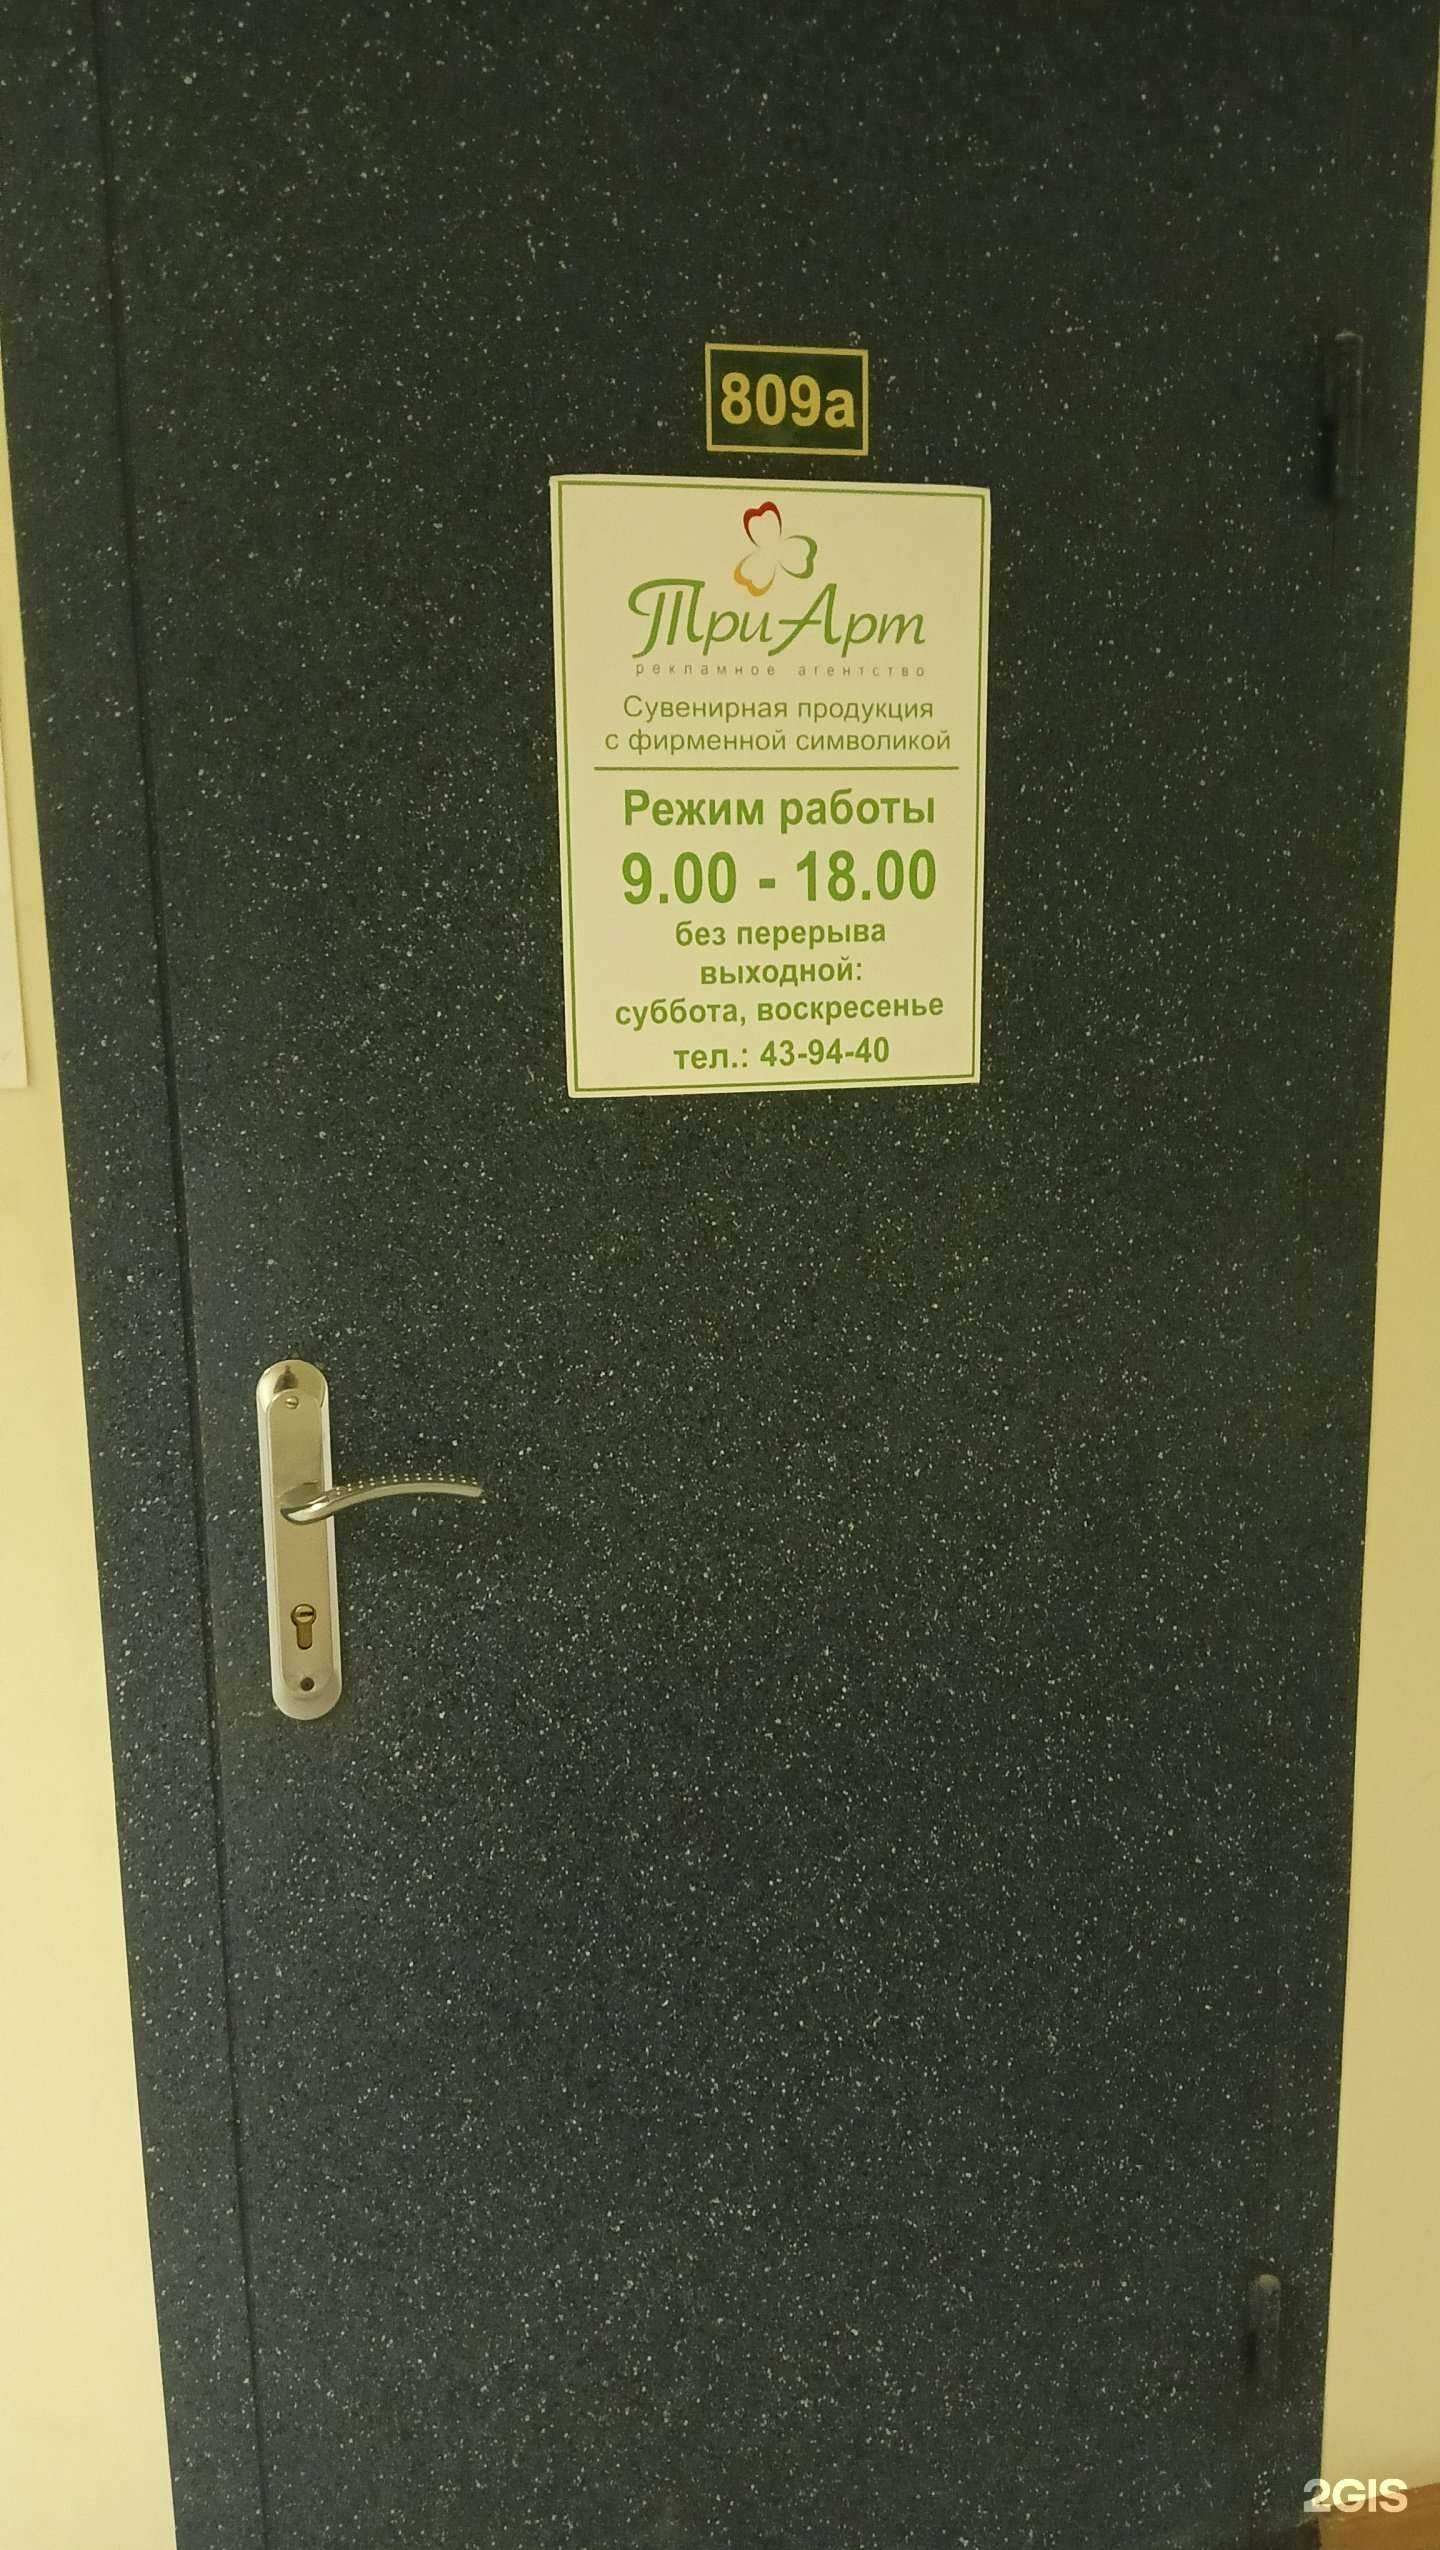 809а
ТриАрт
рекламное агентство
Сувенирная продукция
с фирменной символикой
Режим работы
9.00 - 18.00
без перерыва
выходной:
суббота, воскресенье
тел.: 43-94-40
2GIS